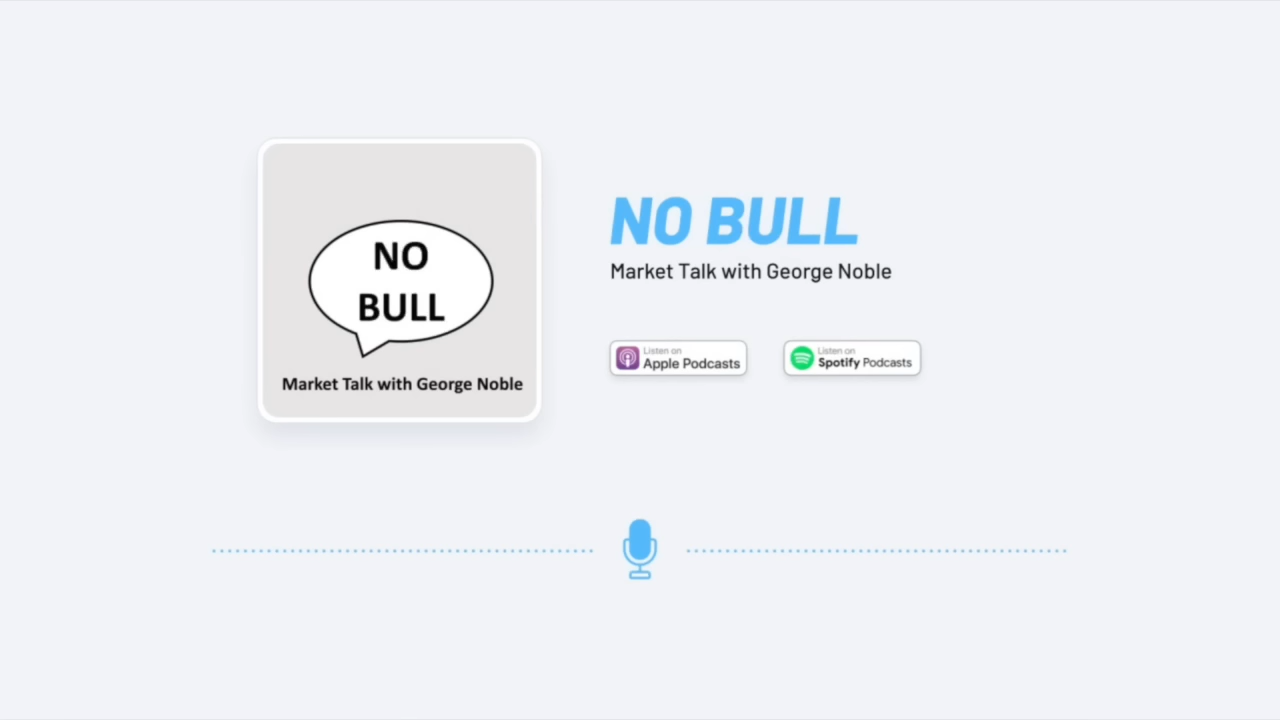 NO
BULL
Market Talk with George Noble
NO BULL
Market Talk with George Noble
Listen on
Apple Podcasts
Listen on
Spotify Podcasts